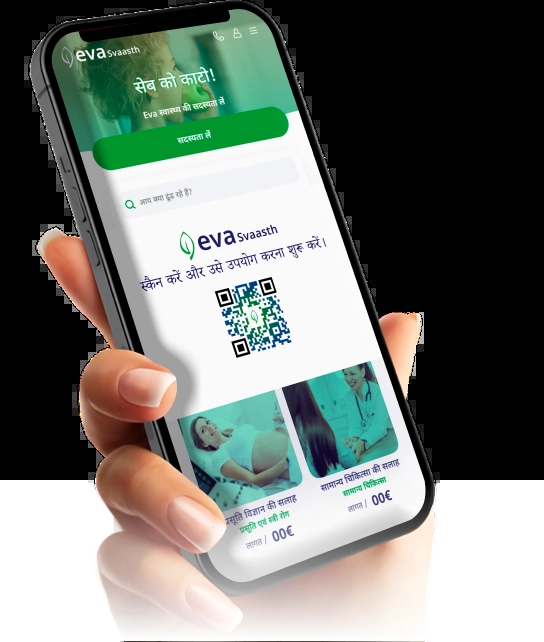 eva Svaasth
सेब को काटो!
Eva स्वास्थ्य की सदस्यता लें
सदस्यता लें
आप क्या ढूंढ रहे हैं?
eva Svaasth
स्कैन करें और उसे उपयोग करना शुरू करें।
प्रसूति विज्ञान की सलाह
प्रसूति एवं स्त्री रोग
लागत / 00€
सामान्य चिकित्सा की सलाह
सामान्य चिकित्सा
लागत / 00€